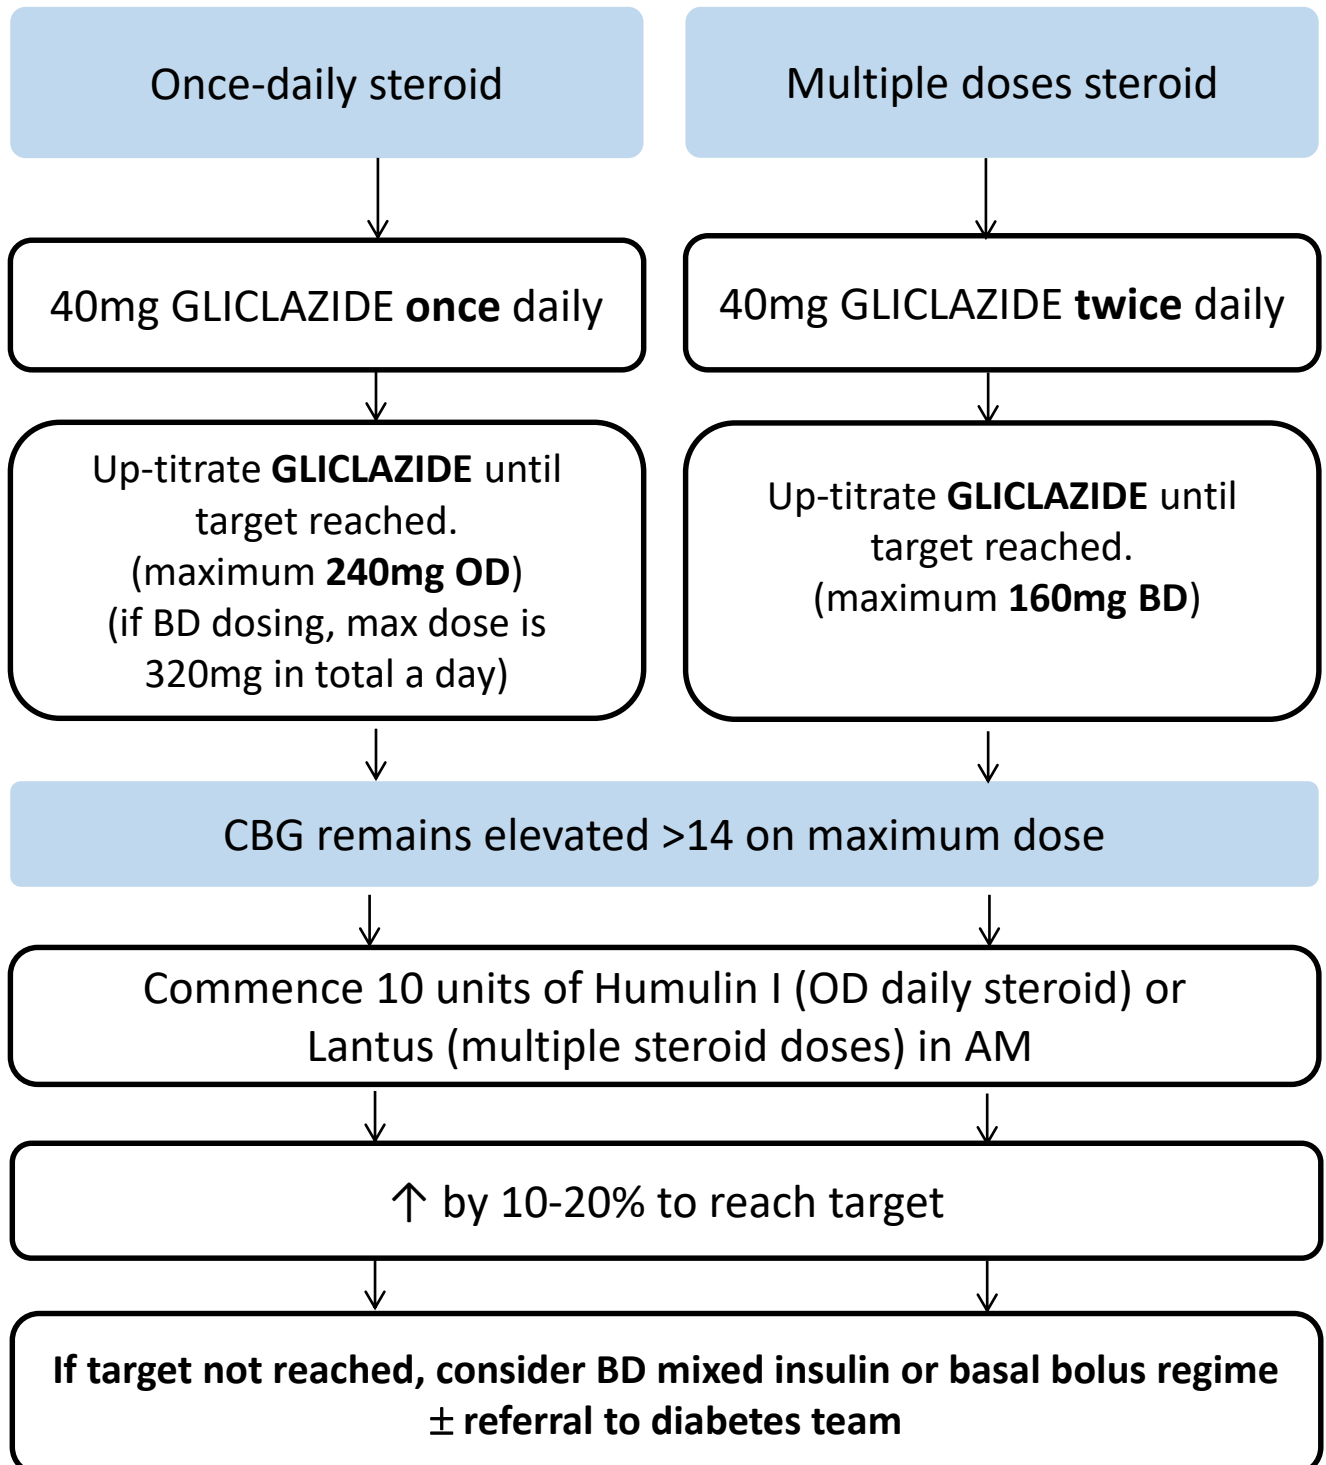 Once-daily steroid
Multiple doses steroid
40mg GLICLAZIDE once daily
40mg GLICLAZIDE twice daily
Up-titrate GLICLAZIDE until
target reached.
(maximum 240mg OD)
(if BD dosing, max dose is
320mg in total a day)
Up-titrate GLICLAZIDE until
target reached.
(maximum 160mg BD)
CBG remains elevated >14 on maximum dose
Commence 10 units of Humulin I (OD daily steroid) or
Lantus (multiple steroid doses) in AM
↑ by 10-20% to reach target
If target not reached, consider BD mixed insulin or basal bolus regime
± referral to diabetes team